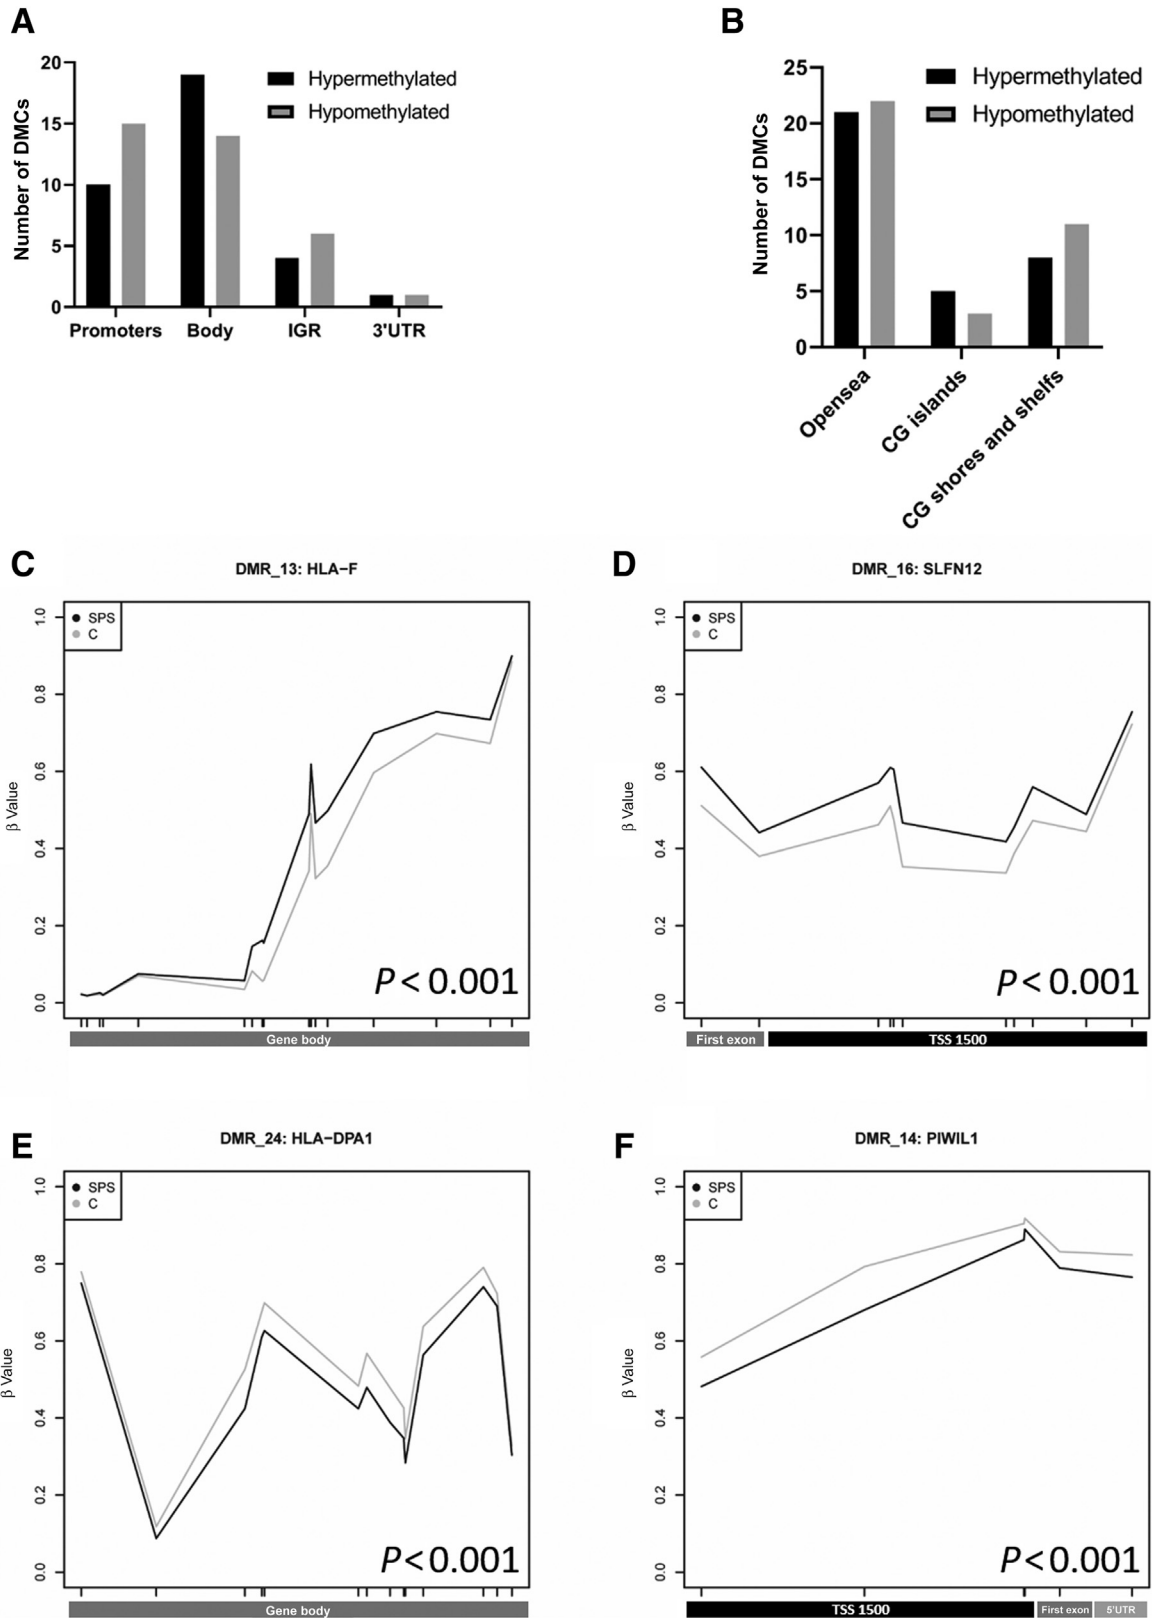 A
20
15
10
5
0
Number of DMCs
Hypermethylated
Hypomethylated
Promoters Body IGR 3'UTR
B
25
20
15
10
5
0
Number of DMCs
Hypermethylated
Hypomethylated
Opensea
CG islands
CG shores and shelfs
C
DMR_13: HLA−F
SPS
C
1.0
0.8
0.6
0.4
0.2
0.0
β Value
P < 0.001
Gene body
D
DMR_16: SLFN12
SPS
C
1.0
0.8
0.6
0.4
0.2
0.0
β Value
P < 0.001
First exon TSS 1500
E
DMR_24: HLA−DPA1
SPS
C
1.0
0.8
0.6
0.4
0.2
0.0
β Value
P < 0.001
Gene body
F
DMR_14: PIWIL1
SPS
C
1.0
0.8
0.6
0.4
0.2
0.0
β Value
P < 0.001
TSS 1500 First exon 5'UTR